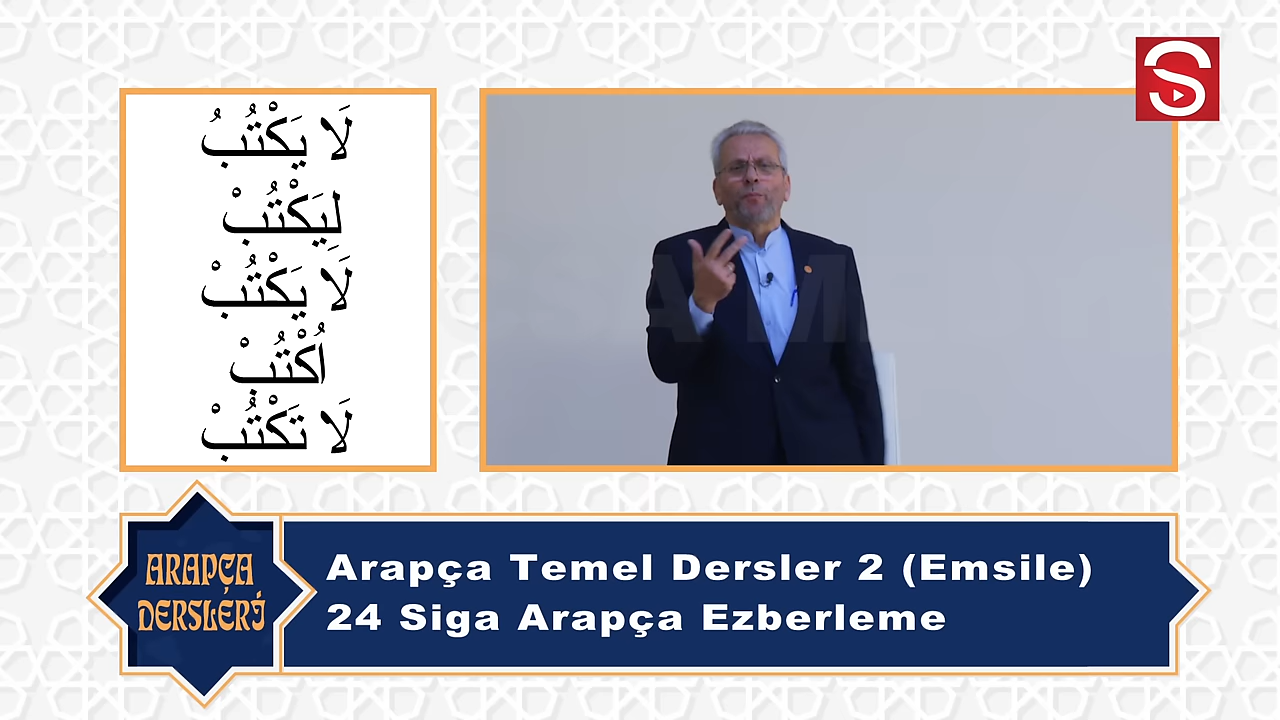 لَا يَكْتُبُ
لِيَكْتُبْ
لَا يَكْتُبْ
اُكْتُبْ
لَا تَكْتُبْ
ARAPÇA
DERSLERİ
Arapça Temel Dersler 2 (Emsile)
24 Siga Arapça Ezberleme